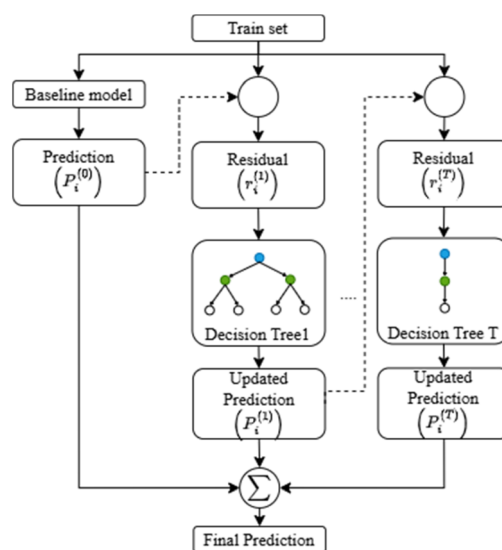 Train set
Baseline model
Prediction
(P_i^(0))
Residual
(r_i^(1))
Residual
(r_i^(T))
Decision Tree1
.....
Decision Tree T
Updated
Prediction
(P_i^(1))
Updated
Prediction
(P_i^(T))
∑
Final Prediction